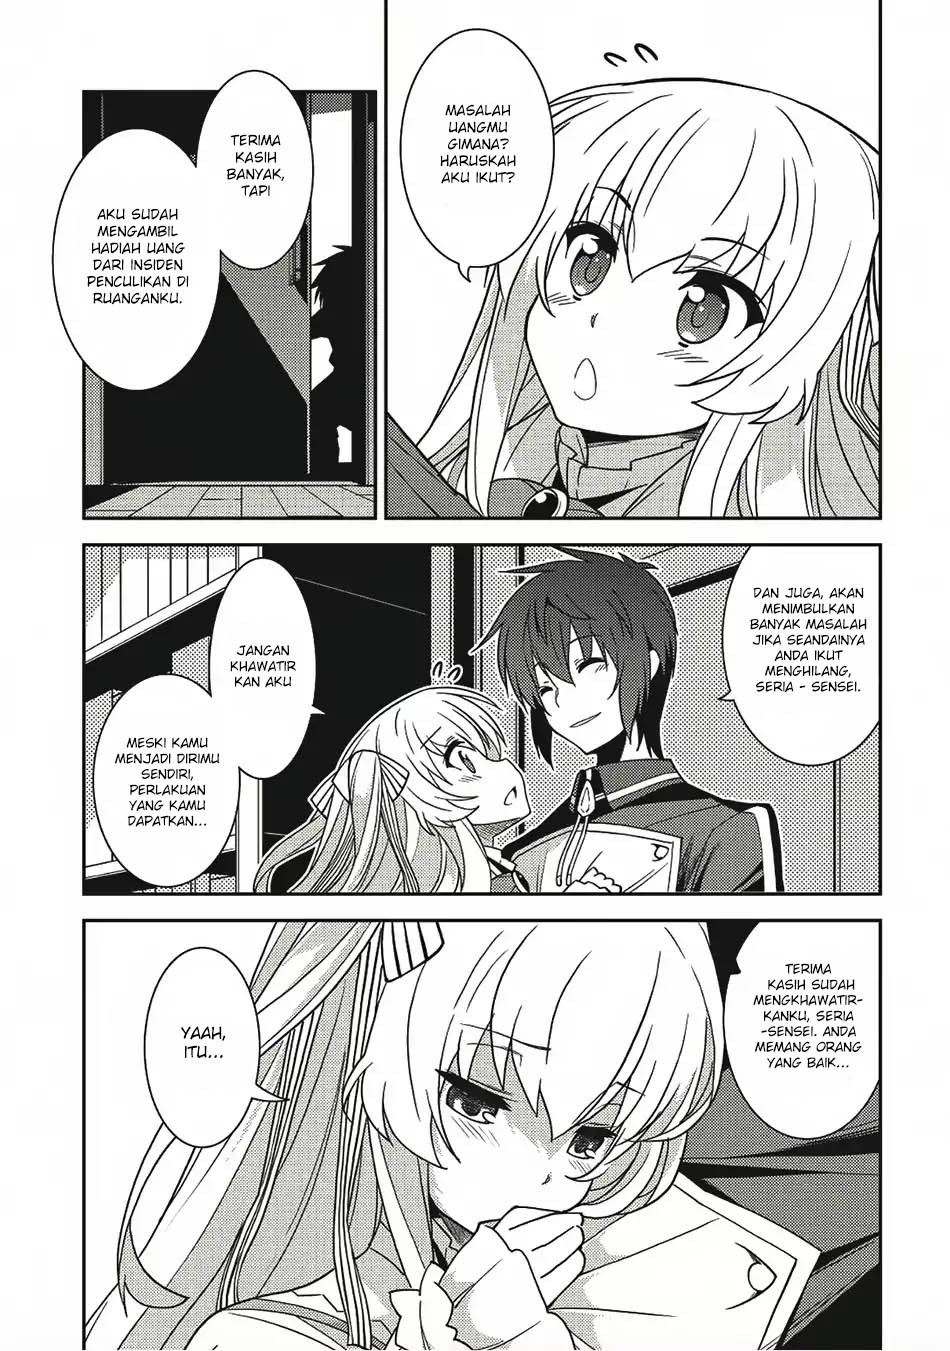 MASALAH
UANGMU
GIMANA?
HARUSKAH
AKU IKUT?
TERIMA
KASIH
BANYAK,
TAPI
AKU SUDAH
MENGAMBIL
HADIAH UANG
DARI INSIDEN
PENCULIKAN DI
RUANGANKU.
DAN JUGA, AKAN
MENIMBULKAN
BANYAK MASALAH
JIKA SEANDAINYA
ANDA IKUT
MENGHILANG,
SERIA - SENSEI.
JANGAN
KHAWATIR
KAN AKU
MESKI KAMU
MENJADI DIRIMU
SENDIRI,
PERLAKUAN
YANG KAMU
DAPATKAN...
TERIMA
KASIH SUDAH
MENGKHAWATIR-
KANKU, SERIA
-SENSEI. ANDA
MEMANG ORANG
YANG BAIK...
YAAH,
ITU...